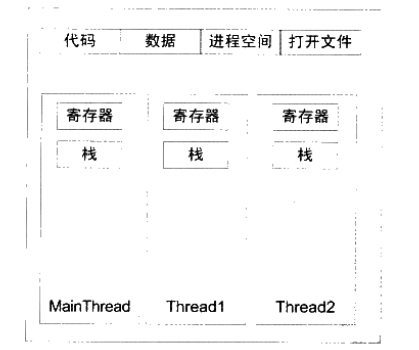 代码 数据 进程空间 打开文件
寄存器 寄存器 寄存器
栈 栈 栈
MainThread Thread1 Thread2